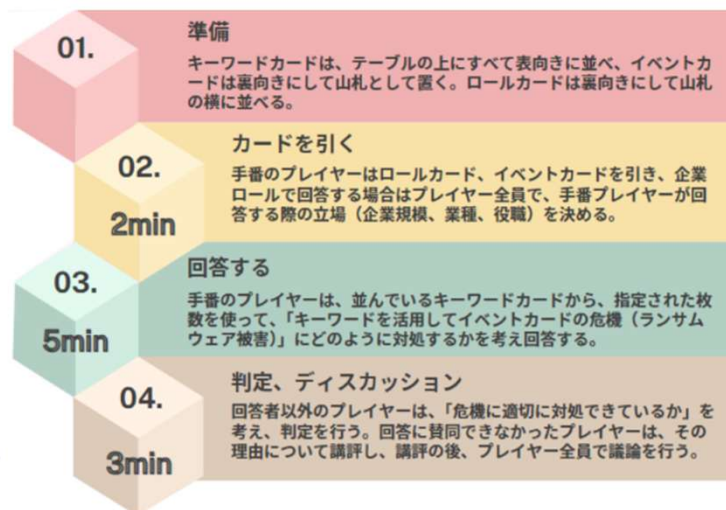 01.
準備
キーワードカードは、テーブルの上にすべて表向きに並べ、イベントカ
ードは裏向きにして山札として置く。ロールカードは裏向きにして山札
の横に並べる。
02.
2min
カードを引く
手番のプレイヤーはロールカード、イベントカードを引き、企業
ロールで回答する場合はプレイヤー全員で、手番プレイヤーが回
答する際の立場（企業規模、業種、役職）を決める。
03.
5min
回答する
手番のプレイヤーは、並んでいるキーワードカードから、指定された枚
数を使って、「キーワードを活用してイベントカードの危機（ランサム
ウェア被害）」にどのように対処するかを考え回答する。
04.
3min
判定、ディスカッション
回答者以外のプレイヤーは、「危機に適切に対処できているか」を
考え、判定を行う。回答に賛同できなかったプレイヤーは、その
理由について講評し、講評の後、プレイヤー全員で議論を行う。